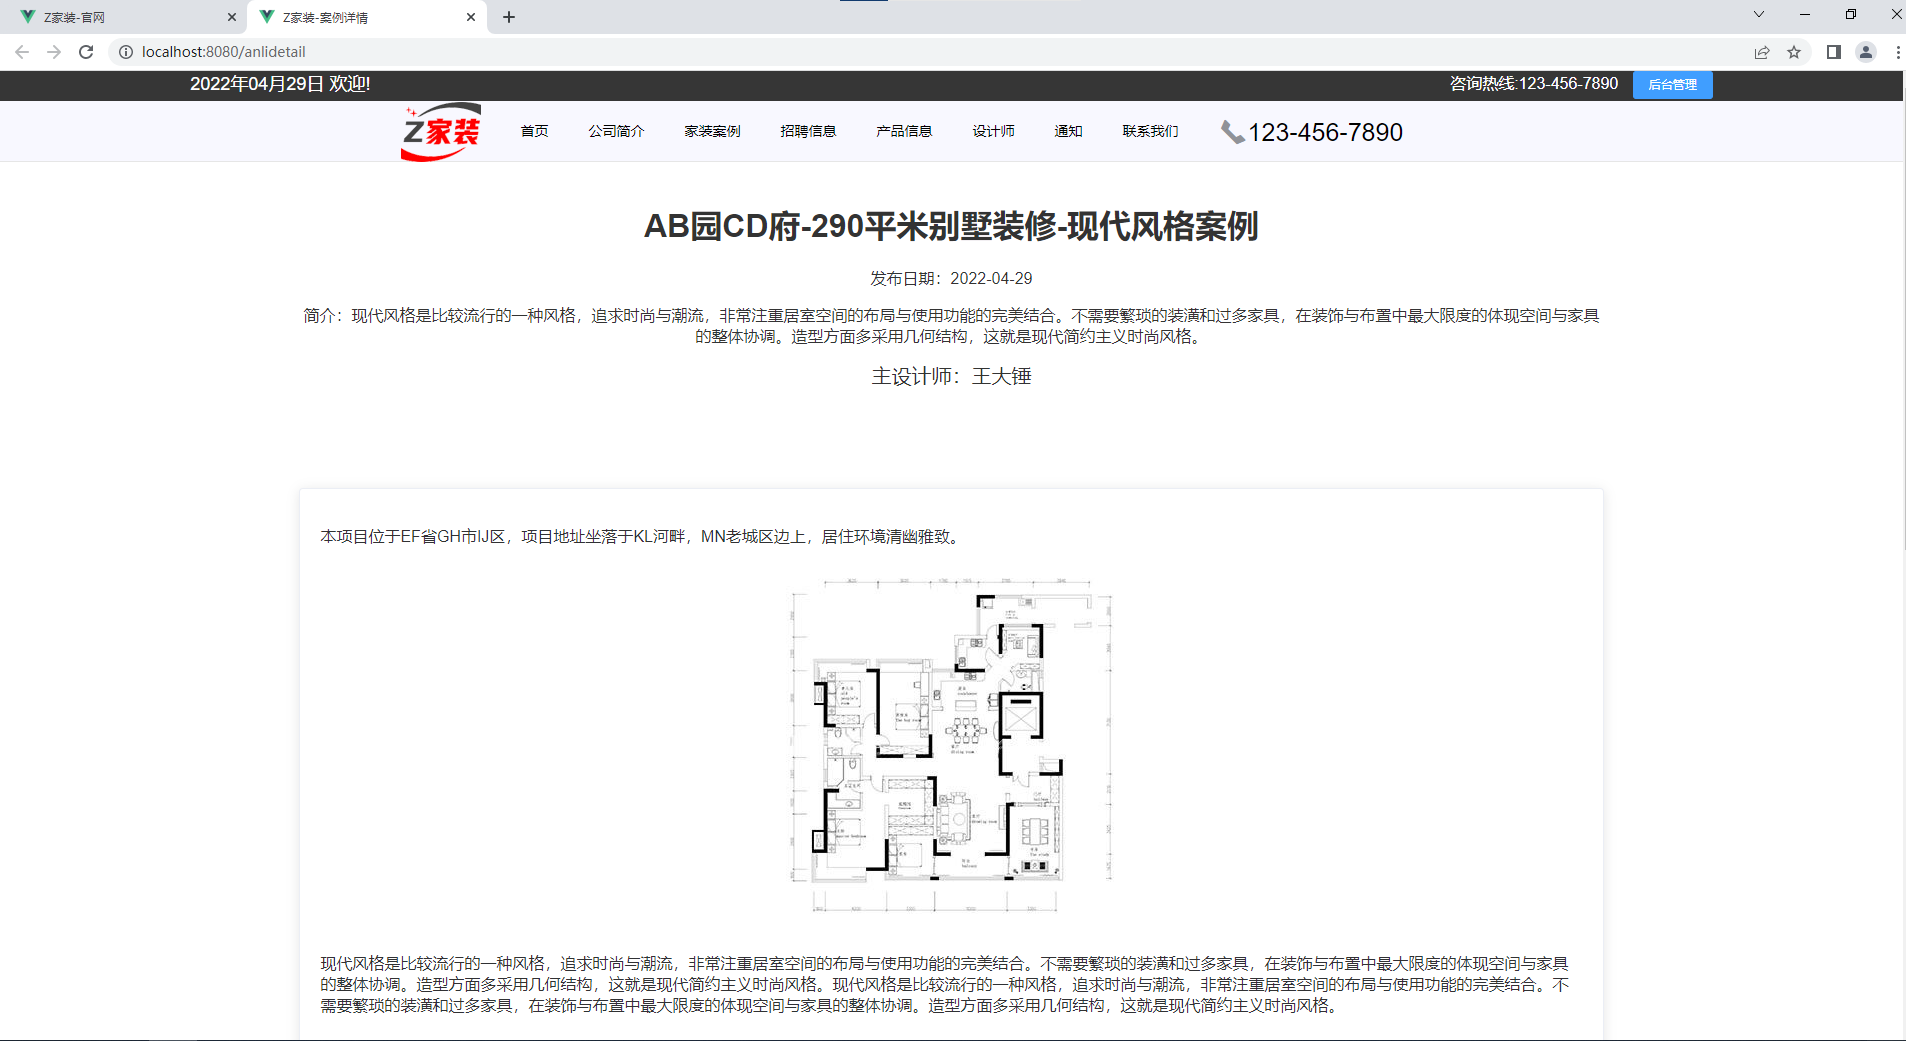 Z家装-官网
Z家装-案例详情
localhost:8080/anlidetail
2022年04月29日 欢迎!
咨询热线:123-456-7890
后台管理
Z家装
首页
公司简介
家装案例
招聘信息
产品信息
设计师
通知
联系我们
123-456-7890
AB园CD府-290平米别墅装修-现代风格案例
发布日期：2022-04-29
简介：现代风格是比较流行的一种风格，追求时尚与潮流，非常注重居室空间的布局与使用功能的完美结合。不需要繁琐的装潢和过多家具，在装饰与布置中最大限度的体现空间与家具
的整体协调。造型方面多采用几何结构，这就是现代简约主义时尚风格。
主设计师：王大锤
本项目位于EF省GH市IJ区，项目地址坐落于KL河畔，MN老城区边上，居住环境清幽雅致。
现代风格是比较流行的一种风格，追求时尚与潮流，非常注重居室空间的布局与使用功能的完美结合。不需要繁琐的装潢和过多家具，在装饰与布置中最大限度的体现空间与家具
的整体协调。造型方面多采用几何结构，这就是现代简约主义时尚风格。现代风格是比较流行的一种风格，追求时尚与潮流，非常注重居室空间的布局与使用功能的完美结合。不
需要繁琐的装潢和过多家具，在装饰与布置中最大限度的体现空间与家具的整体协调。造型方面多采用几何结构，这就是现代简约主义时尚风格。